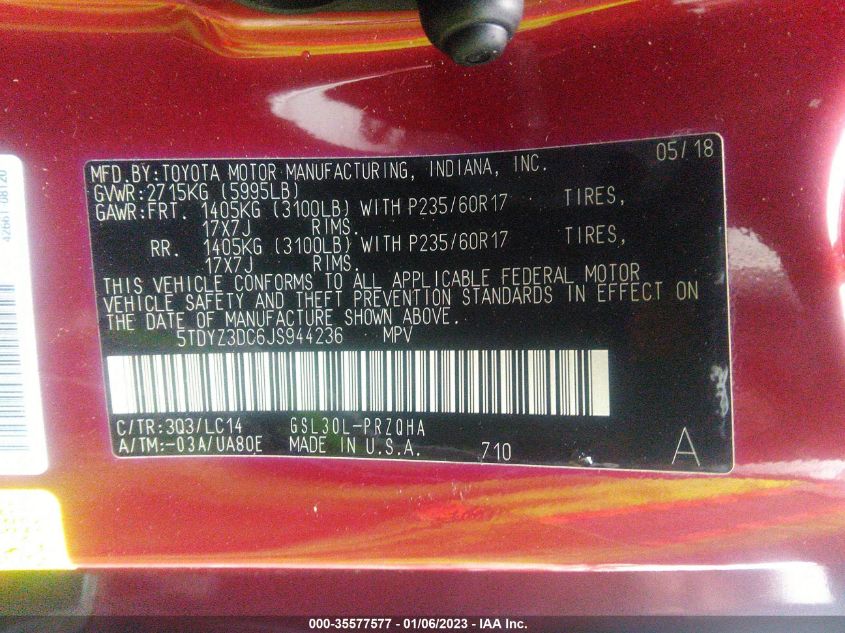 05/18
MFD.BY:TOYOTA MOTOR MANUFACTURING, INDIANA, INC.
GVWR:2715KG (5995LB)
GAWR:FRT. 1405KG (3100LB) WITH P235/60R17 TIRES,
17X7J RIMS.
RR. 1405KG (3100LB) WITH P235/60R17 TIRES,
17X7J RIMS.
THIS VEHICLE CONFORMS TO ALL APPLICABLE FEDERAL MOTOR
VEHICLE SAFETY AND THEFT PREVENTION STANDARDS IN EFFECT ON
THE DATE OF MANUFACTURE SHOWN ABOVE.
5TDYZ3DC6JS944236 MPV
C/TR:3Q3/LC14 GSL30L-PRZQHA
A/TM:-03A/UA80E MADE IN U.S.A. 710 A
42661-08120
000-35577577 — 01/06/2023 — IAA Inc.